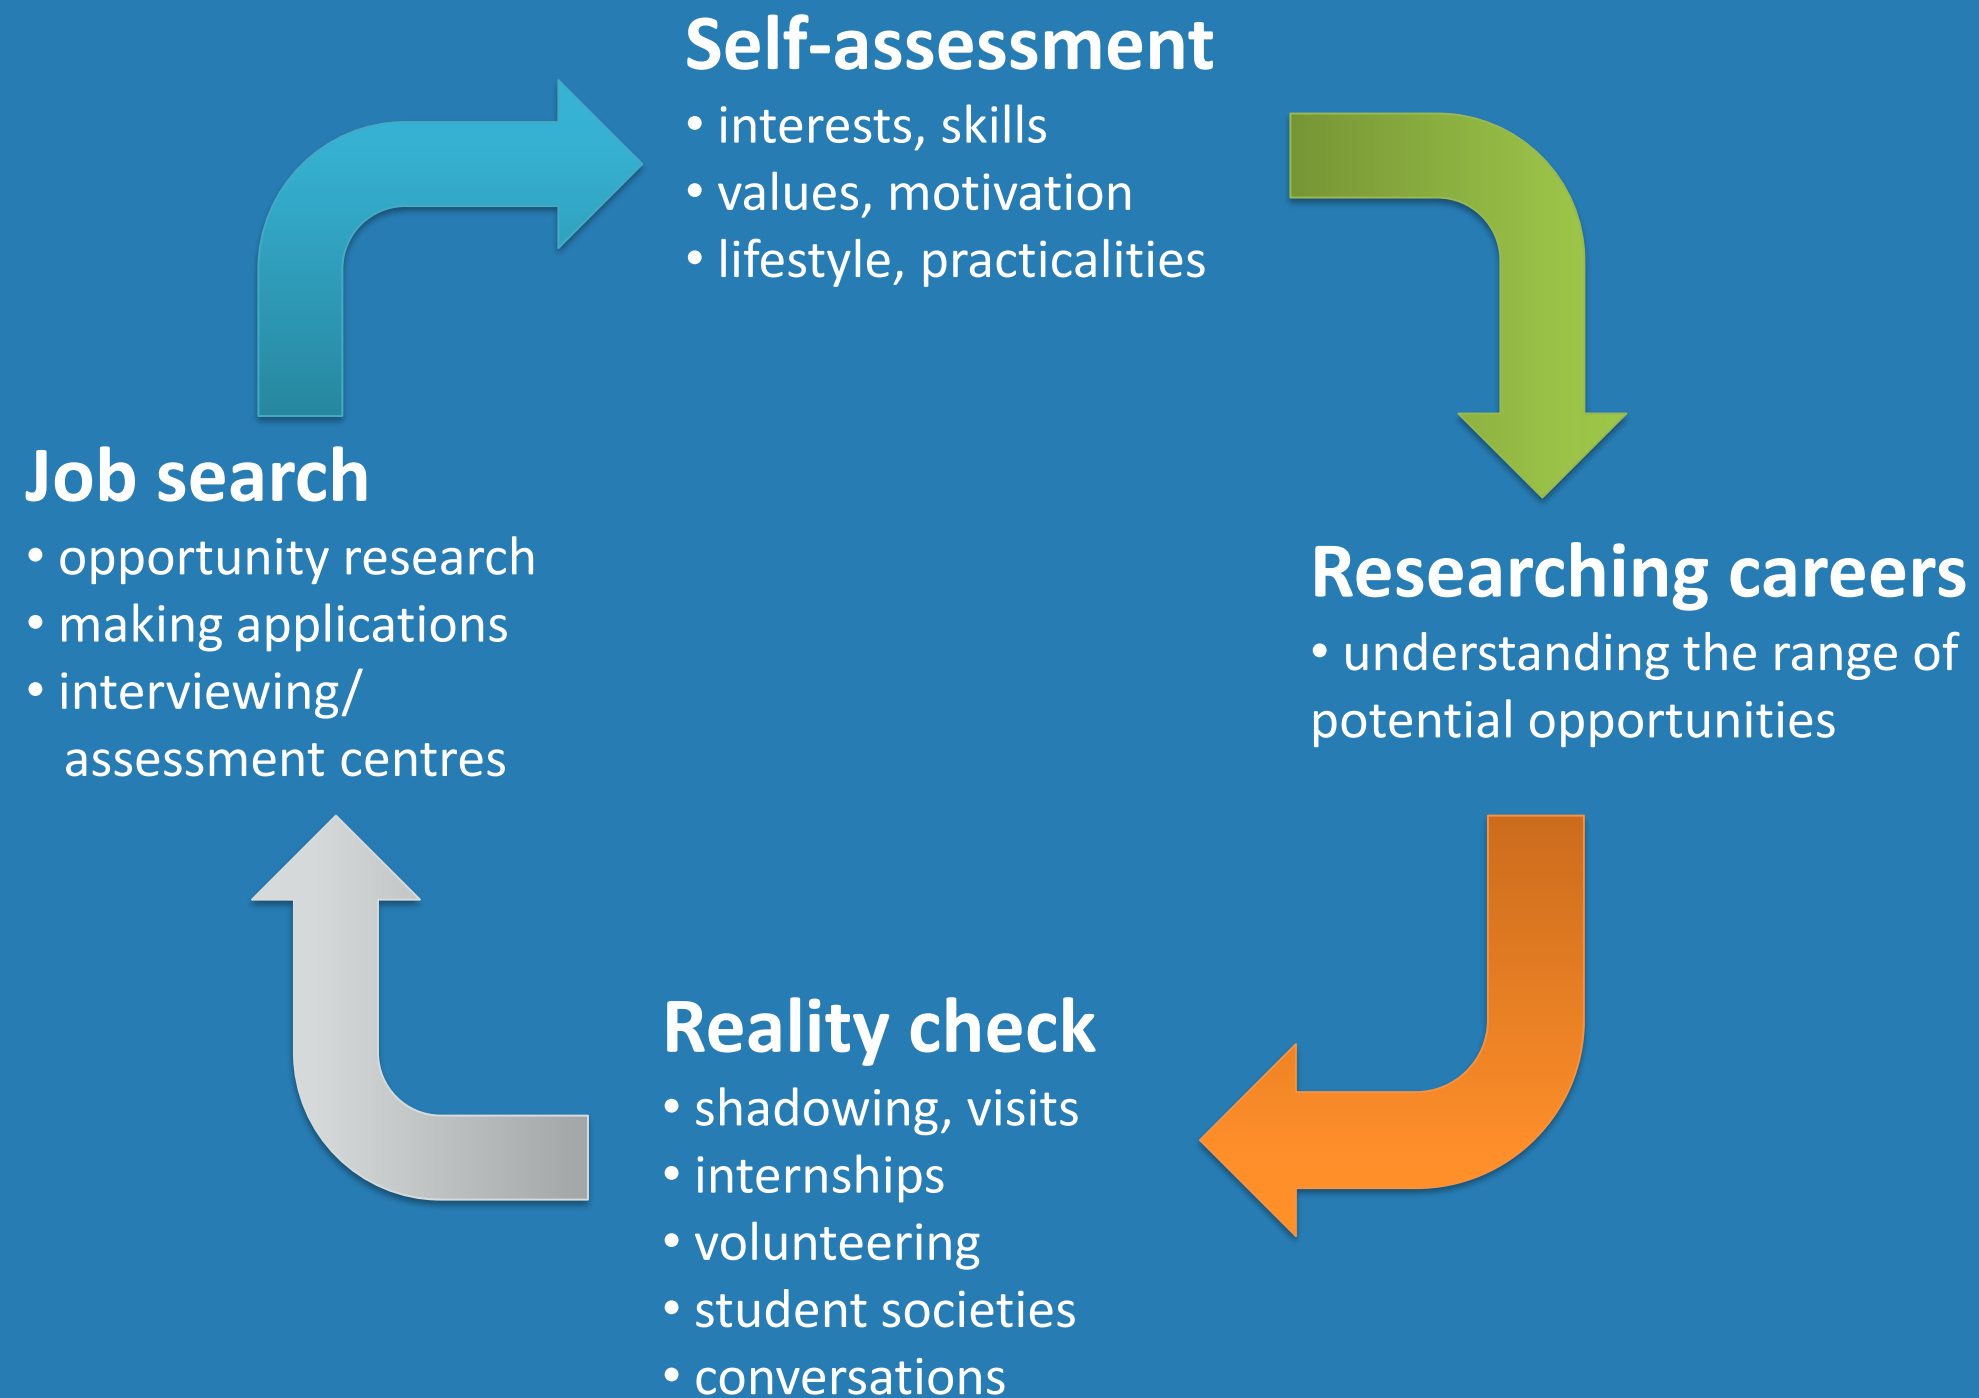 Self-assessment
• interests, skills
• values, motivation
• lifestyle, practicalities
Researching careers
• understanding the range of
potential opportunities
Reality check
• shadowing, visits
• internships
• volunteering
• student societies
• conversations
Job search
• opportunity research
• making applications
• interviewing/
assessment centres